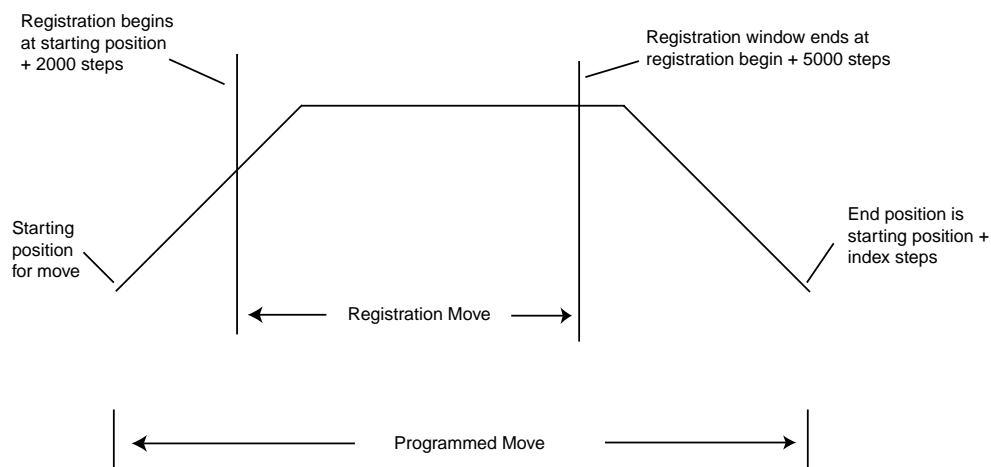 Registration begins
at starting position
+ 2000 steps
Registration window ends at
registration begin + 5000 steps
Starting
position
for move
End position is
starting position +
index steps
Registration Move
Programmed Move